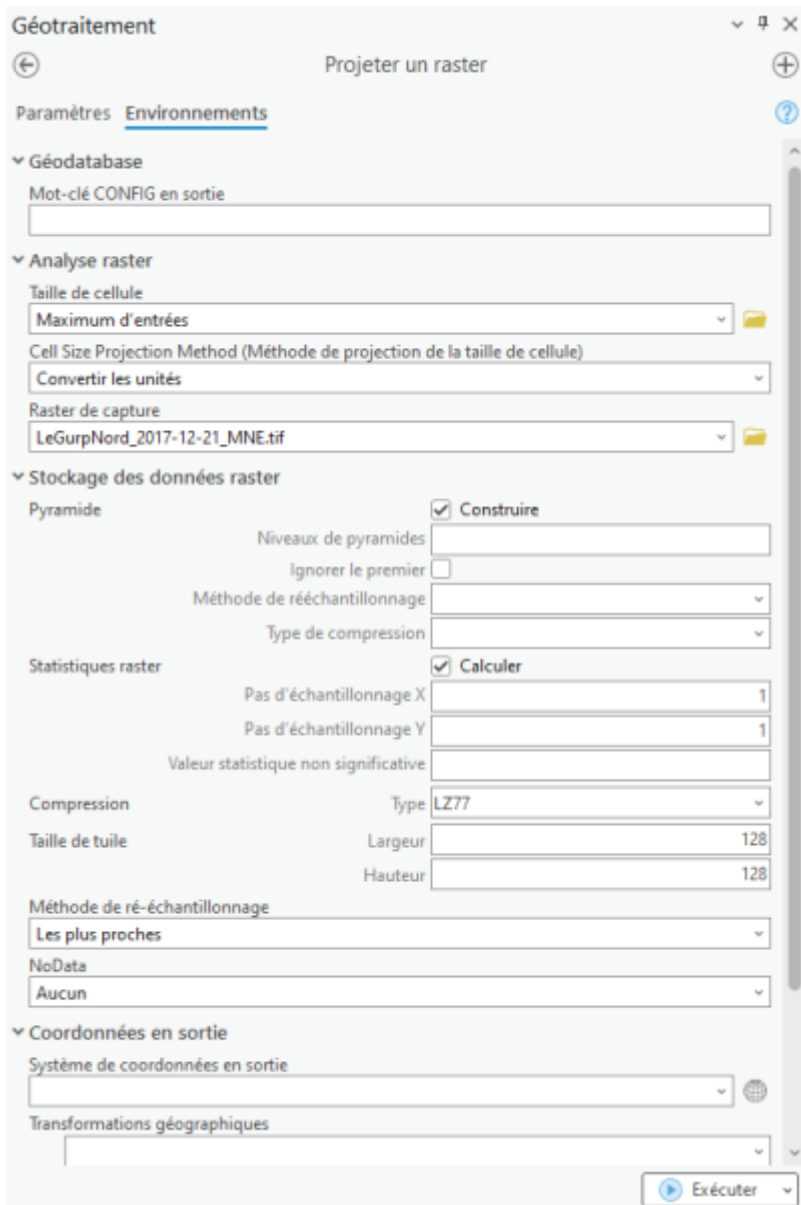 Géotraitement
Projeter un raster
Paramètres Environnements
Géodatabase
Mot-clé CONFIG en sortie
Analyse raster
Taille de cellule
Maximum d'entrées
Cell Size Projection Method (Méthode de projection de la taille de cellule)
Convertir les unités
Raster de capture
LeGurpNord_2017-12-21_MNE.tif
Stockage des données raster
Pyramide Construire
Niveaux de pyramides
Ignorer le premier
Méthode de rééchantillonnage
Type de compression
Statistiques raster Calculer
Pas d'échantillonnage X 1
Pas d'échantillonnage Y 1
Valeur statistique non significative
Compression Type LZ77
Taille de tuile Largeur 128
Hauteur 128
Méthode de ré-échantillonnage
Les plus proches
NoData
Aucun
Coordonnées en sortie
Système de coordonnées en sortie
Transformations géographiques
Exécuter